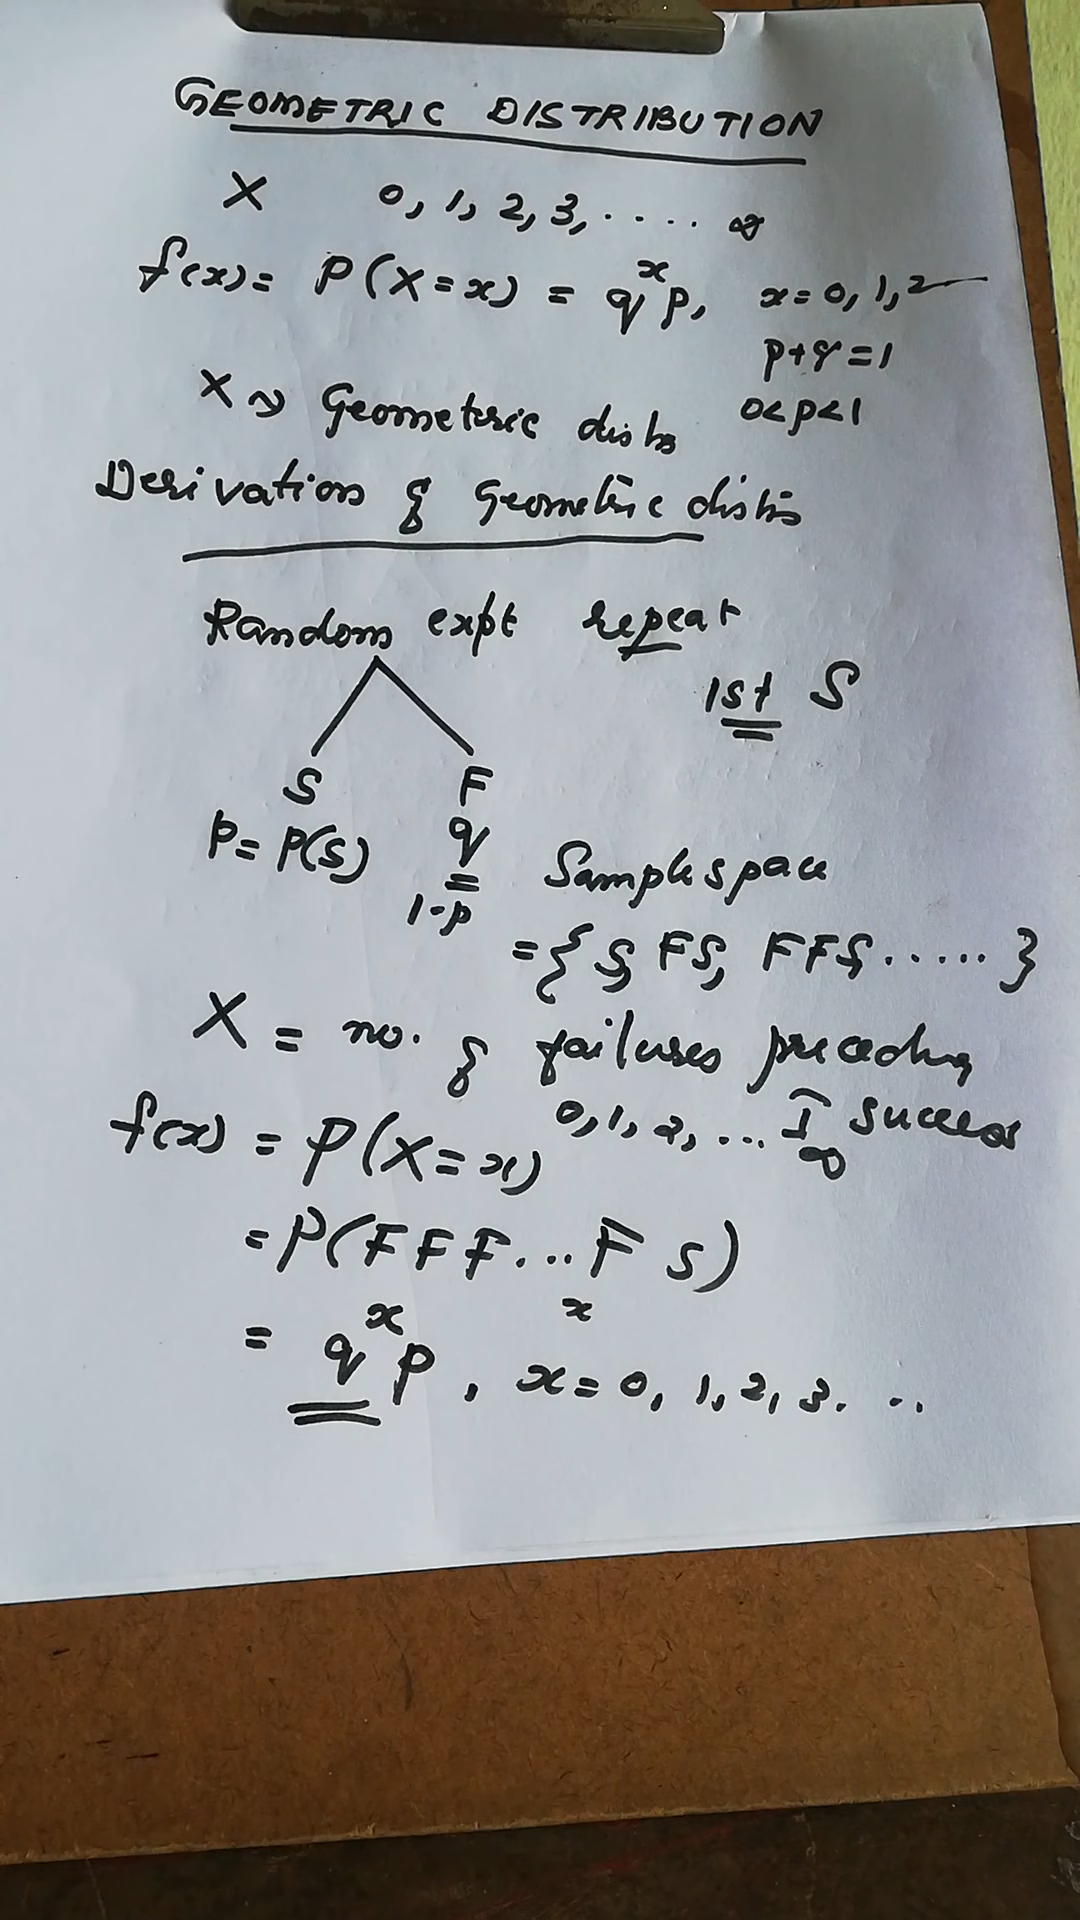 GEOMETRIC DISTRIBUTION
X 0, 1, 2, 3, ..... ∞
f(x) = P(X=x) = q^x p, x = 0, 1, 2 —
p+q=1
X ~ Geometric distn 0<p<1
Derivation of Geometric distn
Random expt repeat
1st S
S F
p = P(S) q
1-p
Sample space
= { S, FS, FFS, ..... }
X = no. of failures preceding
I success
0, 1, 2, ... ∞
f(x) = P(X=x)
= P(FFF...F S)
x
= q^x p, x = 0, 1, 2, 3. ..